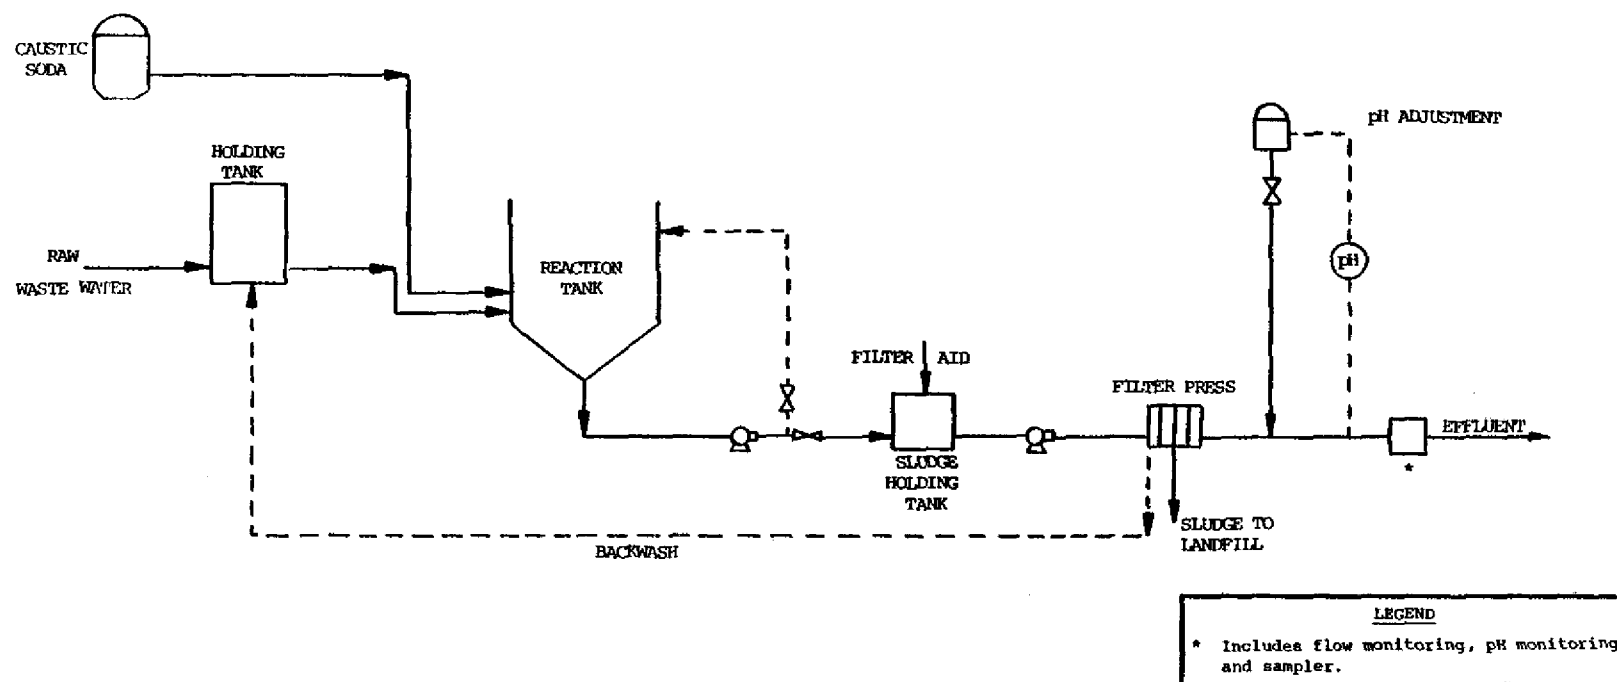 CAUSTIC
SODA
pH ADJUSTMENT
HOLDING
TANK
RAW
WASTE WATER
REACTION
TANK
pH
FILTER AID
FILTER PRESS
EFFLUENT
*
SLUDGE
HOLDING
TANK
SLUDGE TO
LANDFILL
BACKWASH
LEGEND
* Includes flow monitoring, pH monitoring
and sampler.